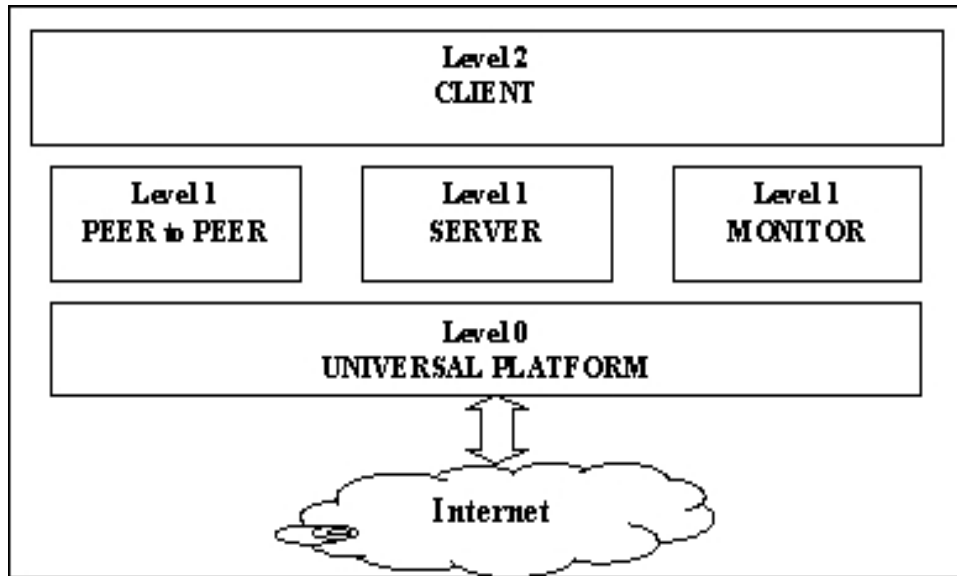 Level 2
CLIENT
Level 1
PEER to PEER
Level 1
SERVER
Level 1
MONITOR
Level 0
UNIVERSAL PLATFORM
Internet